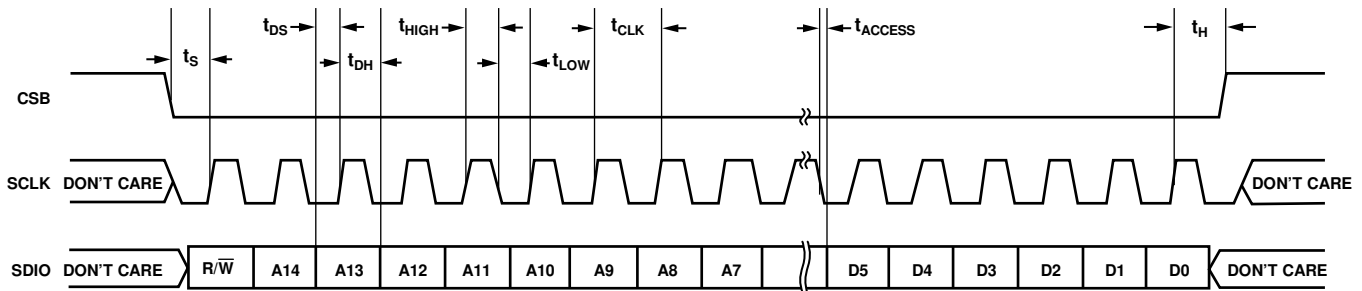 tDS
tHIGH
tCLK
tACCESS
tH
tS
tDH
tLOW
CSB
SCLK DON'T CARE DON'T CARE
SDIO DON'T CARE R/W̅ A14 A13 A12 A11 A10 A9 A8 A7 D5 D4 D3 D2 D1 D0 DON'T CARE